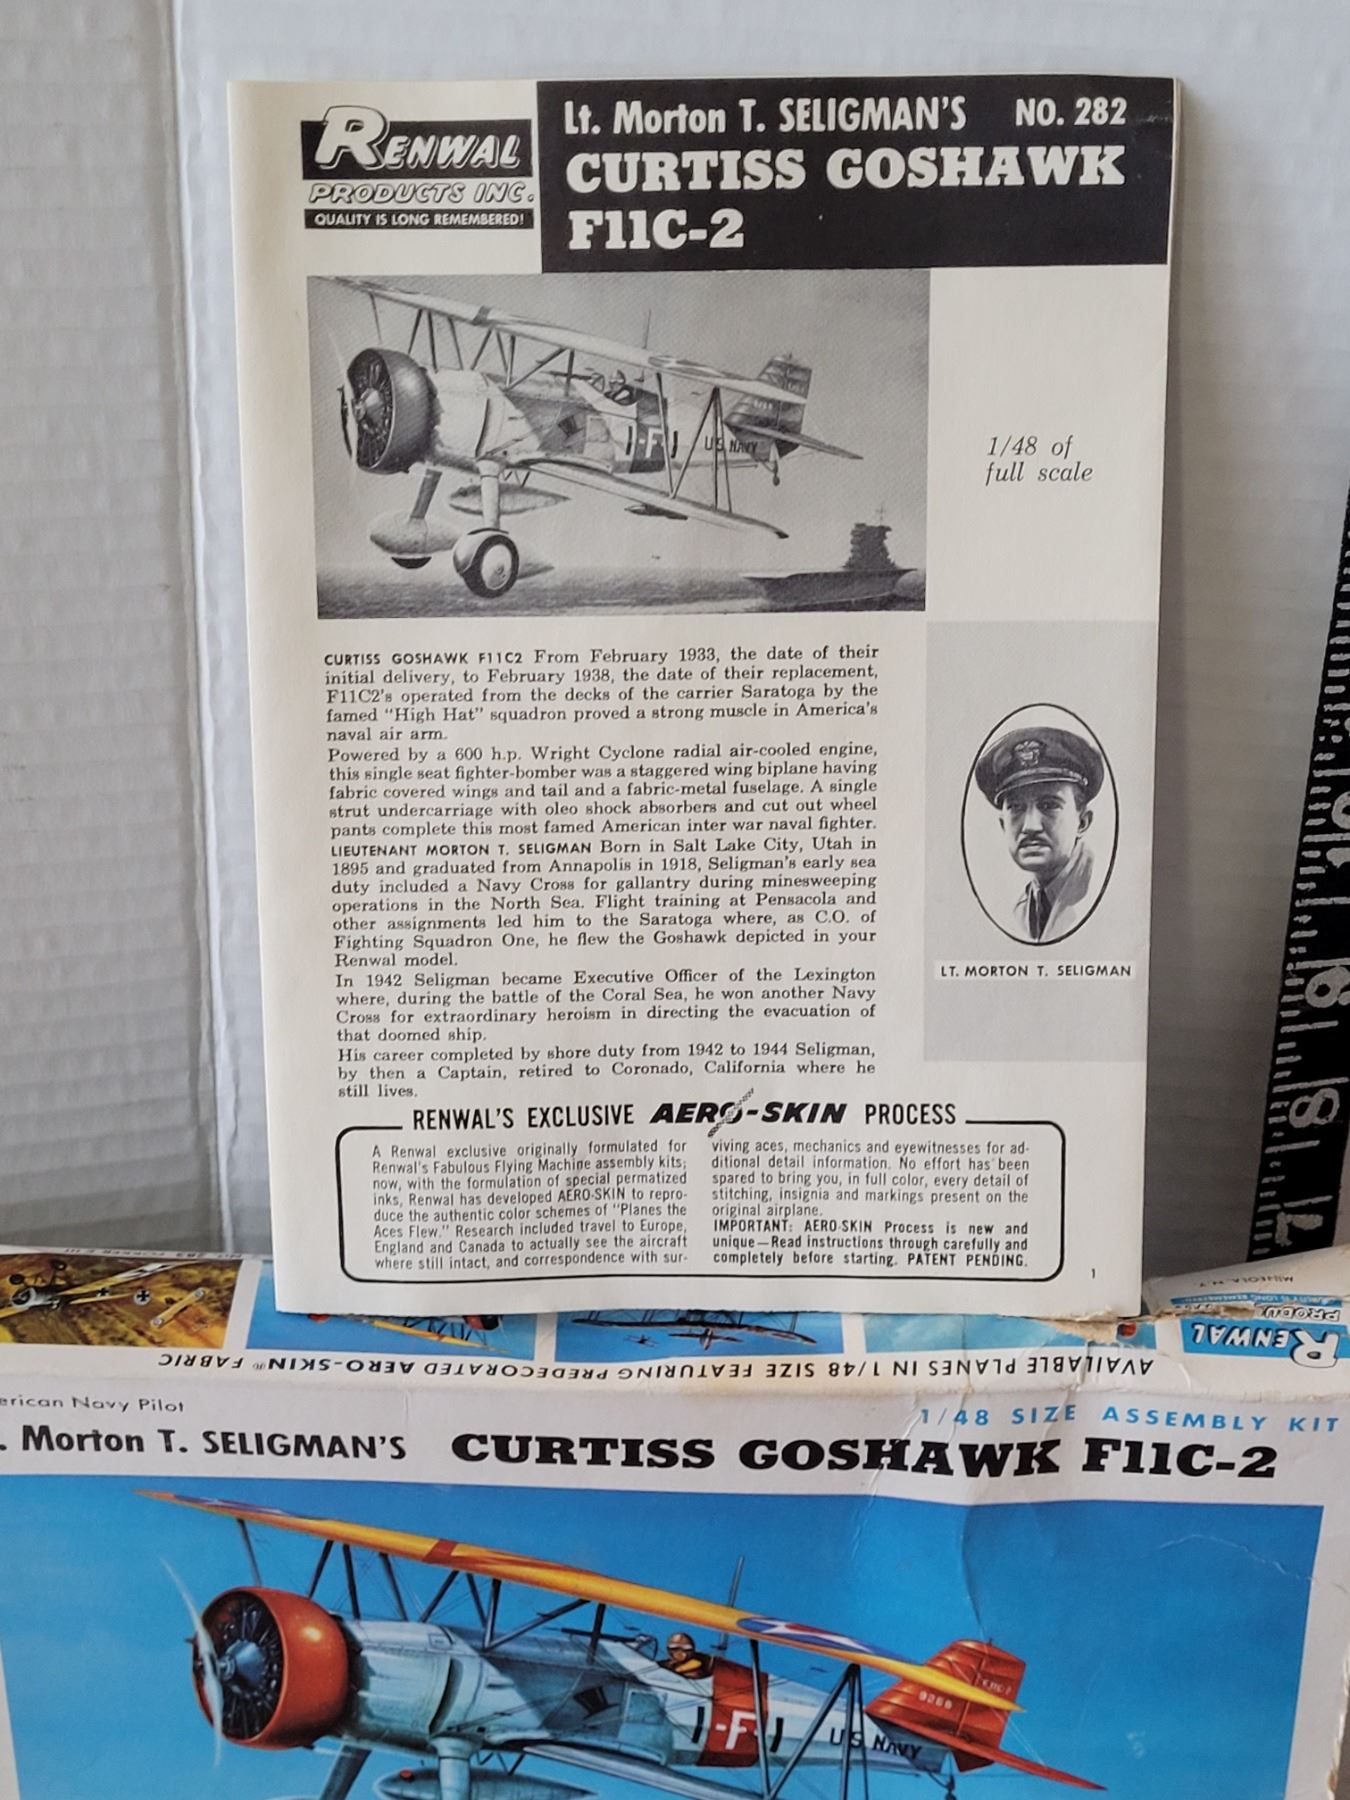 RENWAL
PRODUCTS INC.
QUALITY IS LONG REMEMBERED!
Lt. Morton T. SELIGMAN'S NO. 282
CURTISS GOSHAWK
F11C-2
1-F-1 U.S. NAVY
1/48 of
full scale
CURTISS GOSHAWK F11C2 From February 1933, the date of their
initial delivery, to February 1938, the date of their replacement,
F11C2's operated from the decks of the carrier Saratoga by the
famed "High Hat" squadron proved a strong muscle in America's
naval air arm.
Powered by a 600 h.p. Wright Cyclone radial air-cooled engine,
this single seat fighter-bomber was a staggered wing biplane having
fabric covered wings and tail and a fabric-metal fuselage. A single
strut undercarriage with oleo shock absorbers and cut out wheel
pants complete this most famed American inter war naval fighter.
LIEUTENANT MORTON T. SELIGMAN Born in Salt Lake City, Utah in
1895 and graduated from Annapolis in 1918, Seligman's early sea
duty included a Navy Cross for gallantry during minesweeping
operations in the North Sea. Flight training at Pensacola and
other assignments led him to the Saratoga where, as C.O. of
Fighting Squadron One, he flew the Goshawk depicted in your
Renwal model.
In 1942 Seligman became Executive Officer of the Lexington
where, during the battle of the Coral Sea, he won another Navy
Cross for extraordinary heroism in directing the evacuation of
that doomed ship.
His career completed by shore duty from 1942 to 1944 Seligman,
by then a Captain, retired to Coronado, California where he
still lives.
LT. MORTON T. SELIGMAN
RENWAL'S EXCLUSIVE AERO-SKIN PROCESS
A Renwal exclusive originally formulated for
Renwal's Fabulous Flying Machine assembly kits;
now, with the formulation of special permatized
inks, Renwal has developed AERO-SKIN to repro-
duce the authentic color schemes of "Planes the
Aces Flew." Research included travel to Europe,
England and Canada to actually see the aircraft
where still intact, and correspondence with sur-
viving aces, mechanics and eyewitnesses for ad-
ditional detail information. No effort has been
spared to bring you, in full color, every detail of
stitching, insignia and markings present on the
original airplane.
IMPORTANT: AERO-SKIN Process is new and
unique—Read instructions through carefully and
completely before starting. PATENT PENDING.
1
MINEOLA, N.Y.
RENWAL
AVAILABLE PLANES IN 1/48 SIZE FEATURING PREDECORATED AERO-SKIN® FABRIC
erican Navy Pilot
1/48 SIZE ASSEMBLY KIT
. Morton T. SELIGMAN'S CURTISS GOSHAWK F11C-2
9268
1-F-1 U.S. NAVY